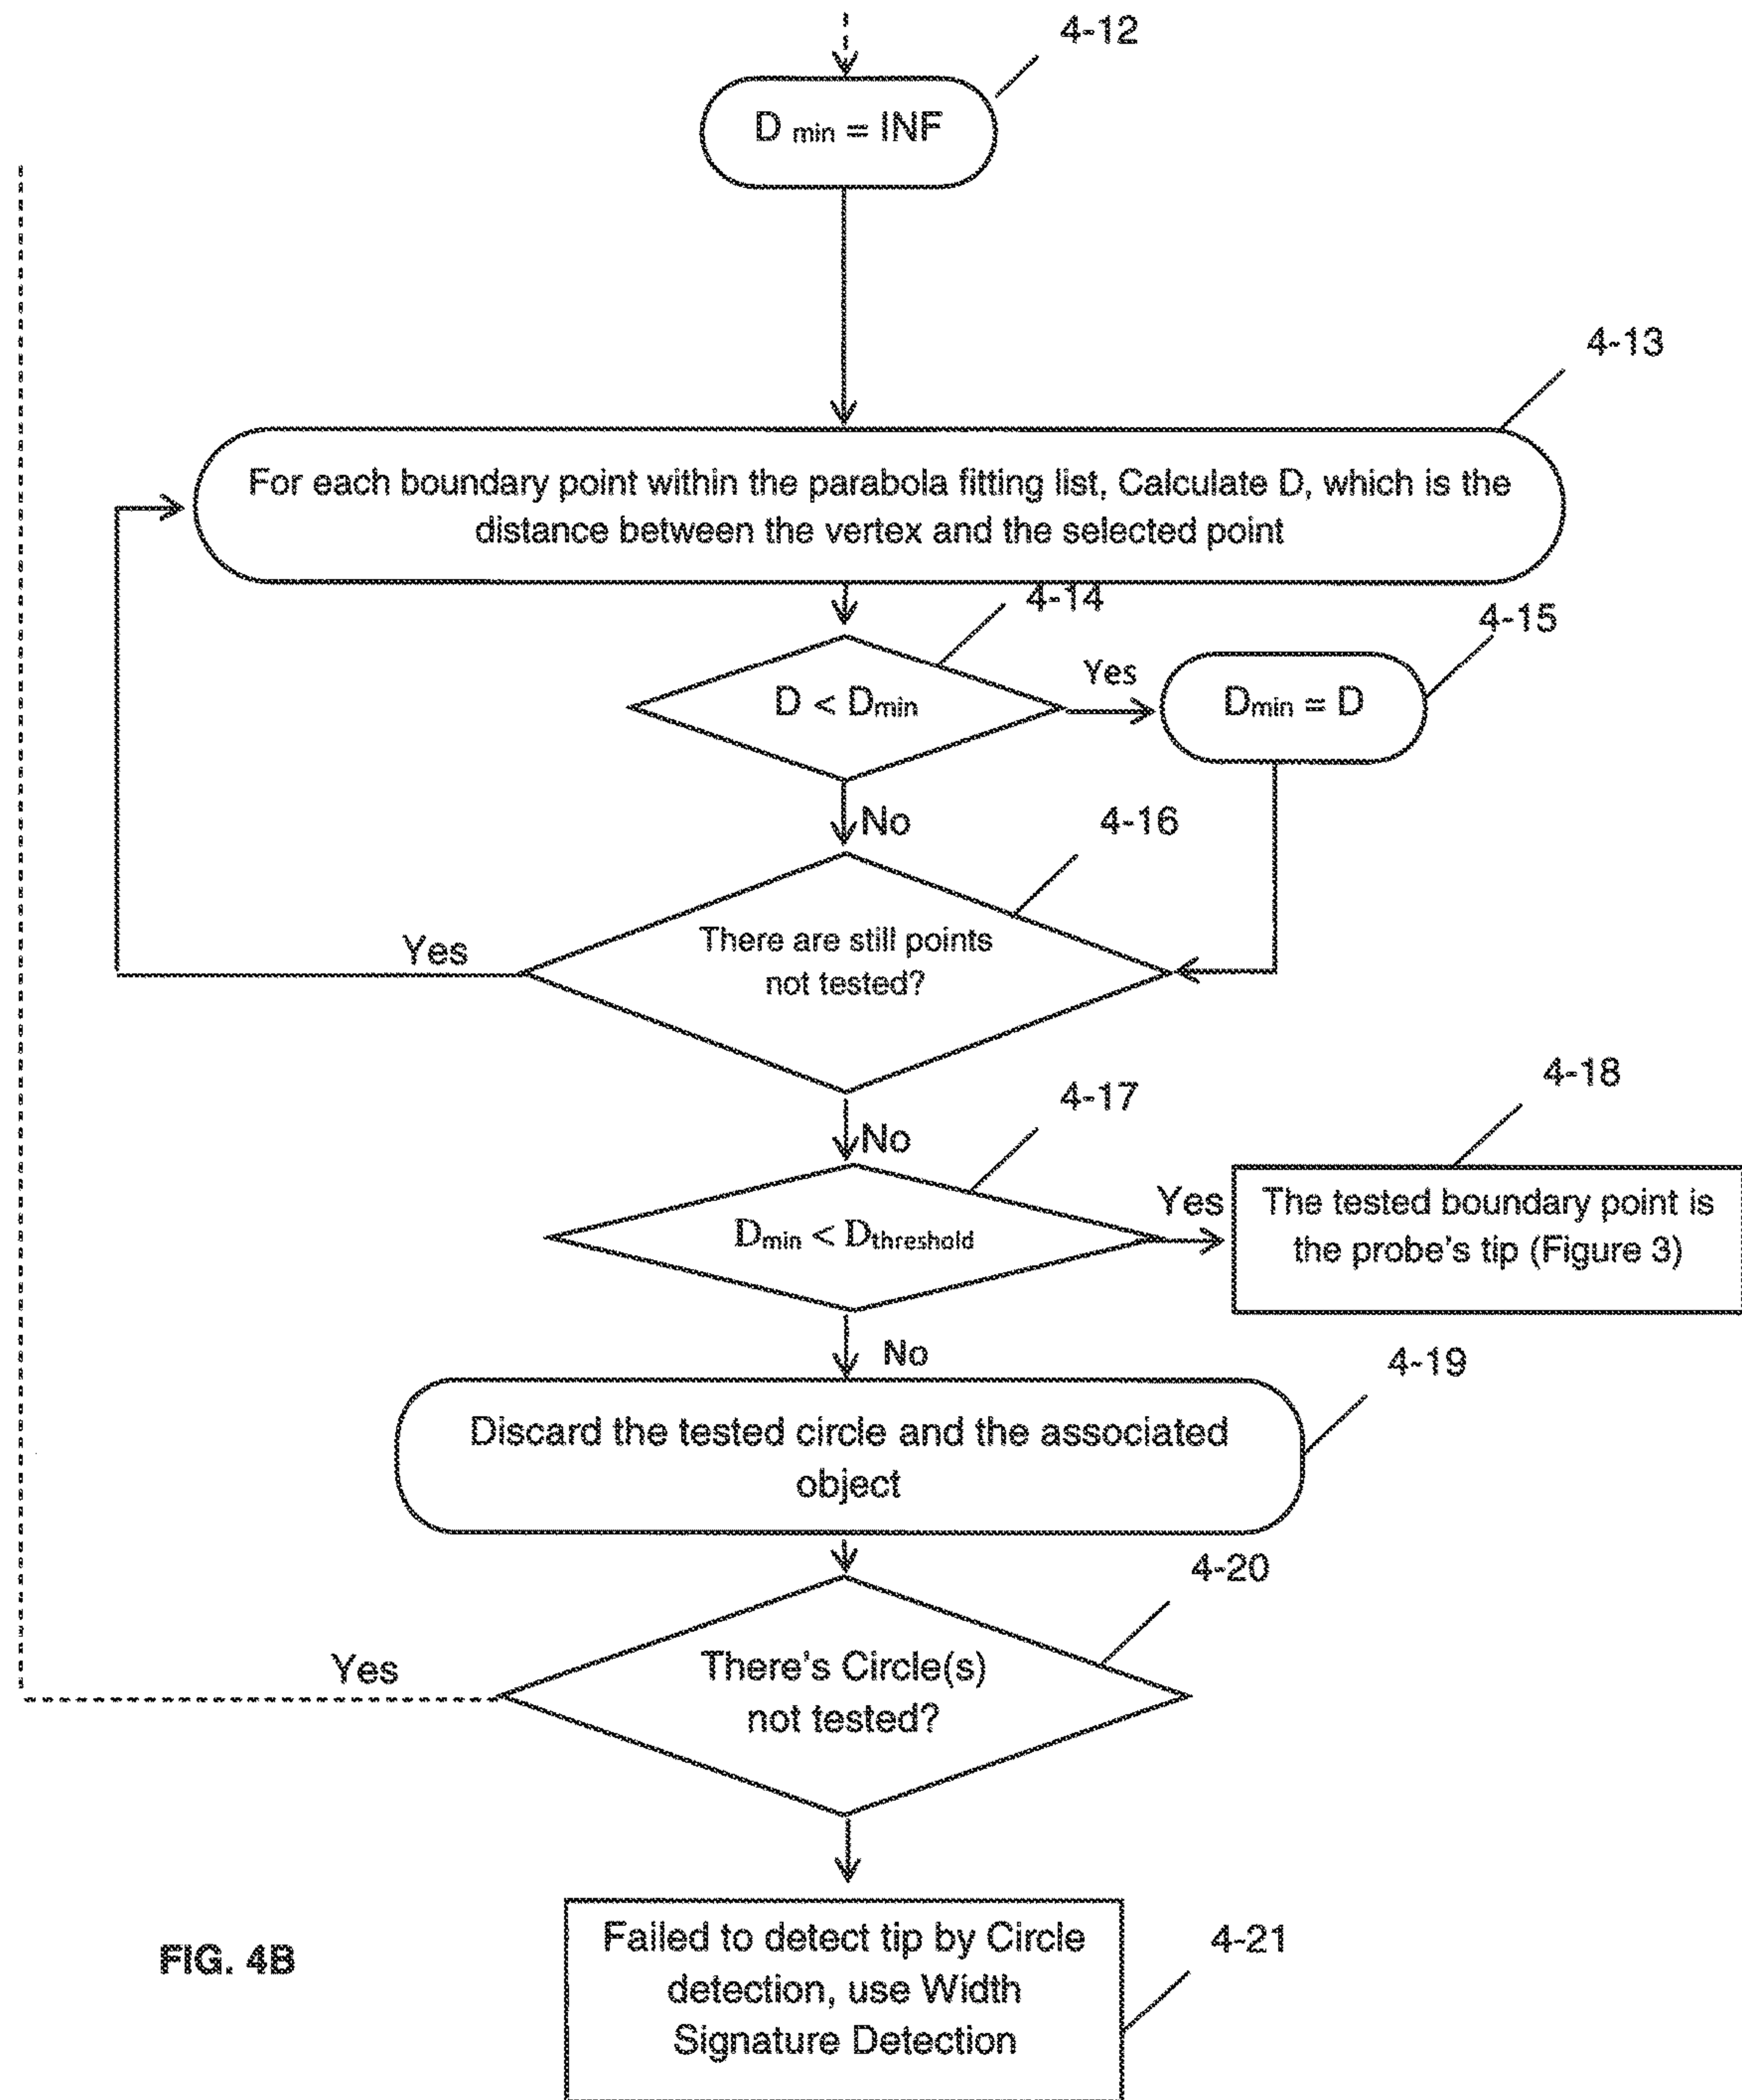 4-12
D min = INF
4-13
For each boundary point within the parabola fitting list, Calculate D, which is the
distance between the vertex and the selected point
4-14
4-15
D < Dmin
Yes
Dmin = D
No
4-16
There are still points
not tested?
Yes
4-17
4-18
No
Dmin < Dthreshold
Yes
The tested boundary point is
the probe's tip (Figure 3)
No
4-19
Discard the tested circle and the associated
object
4-20
There's Circle(s)
not tested?
Yes
Failed to detect tip by Circle
detection, use Width
Signature Detection
4-21
FIG. 4B